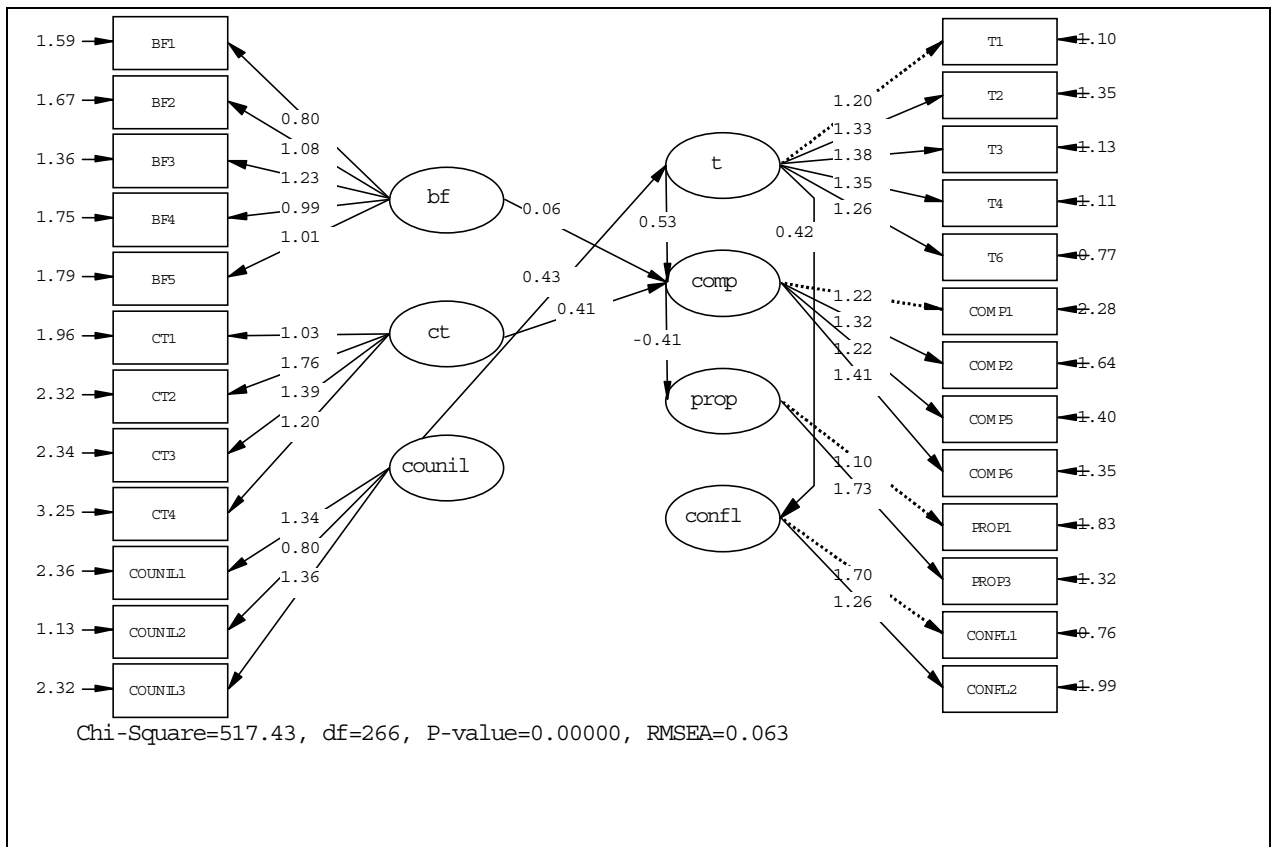 1.59 BF1
1.67 BF2
1.36 BF3
1.75 BF4
1.79 BF5
1.96 CT1
2.32 CT2
2.34 CT3
3.25 CT4
2.36 COUNIL1
1.13 COUNIL2
2.32 COUNIL3
0.80
1.08
1.23
0.99
1.01
1.03
1.76
1.39
1.20
1.34
0.80
1.36
bf
ct
counil
0.06
0.43
0.41
t
0.53
comp
-0.41
prop
confl
0.42
1.20
1.33
1.38
1.35
1.26
1.22
1.32
1.22
1.41
1.10
1.73
1.70
1.26
T1 1.10
T2 1.35
T3 1.13
T4 1.11
T6 0.77
COMP1 2.28
COMP2 1.64
COMP5 1.40
COMP6 1.35
PROP1 1.83
PROP3 1.32
CONFL1 0.76
CONFL2 1.99
Chi-Square=517.43, df=266, P-value=0.00000, RMSEA=0.063